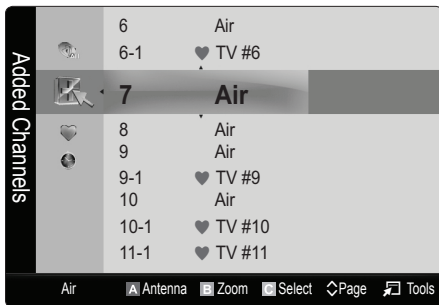 Added Channels
6 Air
6-1 ♥ TV #6
7 Air
8 Air
9 Air
9-1 ♥ TV #9
10 Air
10-1 ♥ TV #10
11-1 ♥ TV #11
Air A Antenna B Zoom C Select Page Tools